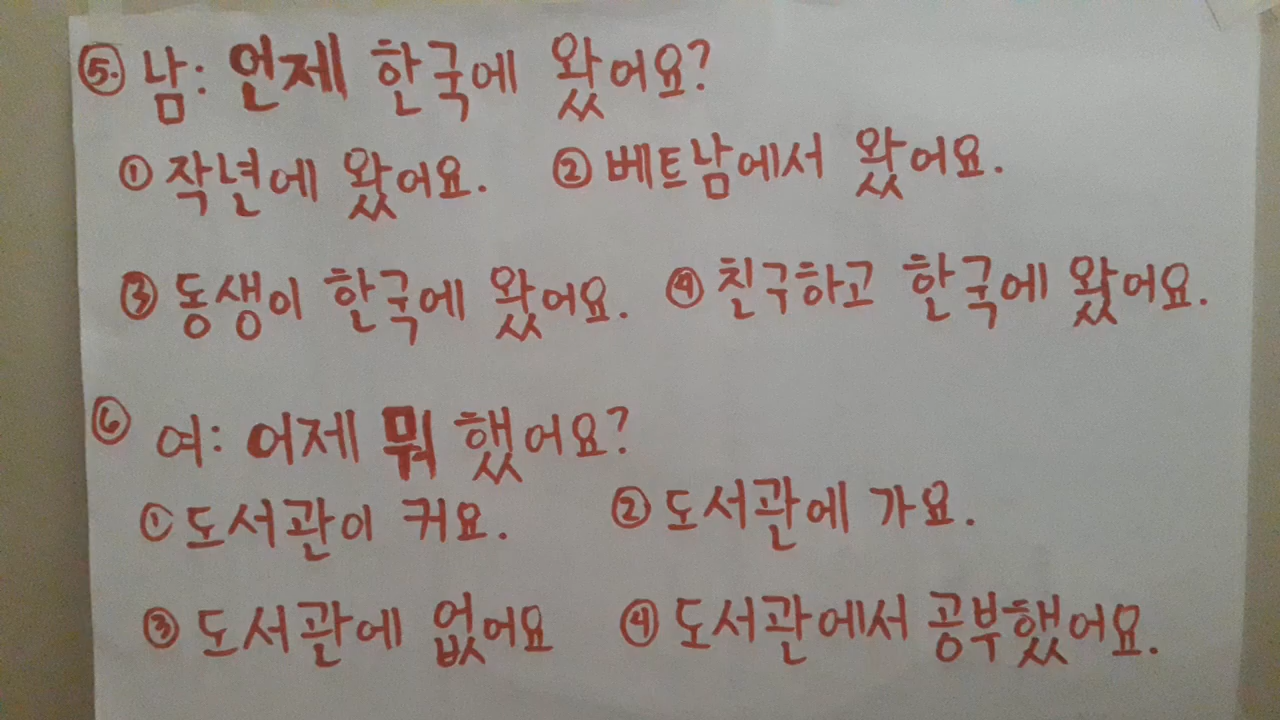 ⑤ 남: 언제 한국에 왔어요?
① 작년에 왔어요. ② 베트남에서 왔어요.
③ 동생이 한국에 왔어요. ④ 친구하고 한국에 왔어요.
⑥ 여: 어제 뭐 했어요?
① 도서관이 커요. ② 도서관에 가요.
③ 도서관에 없어요 ④ 도서관에서 공부했어요.